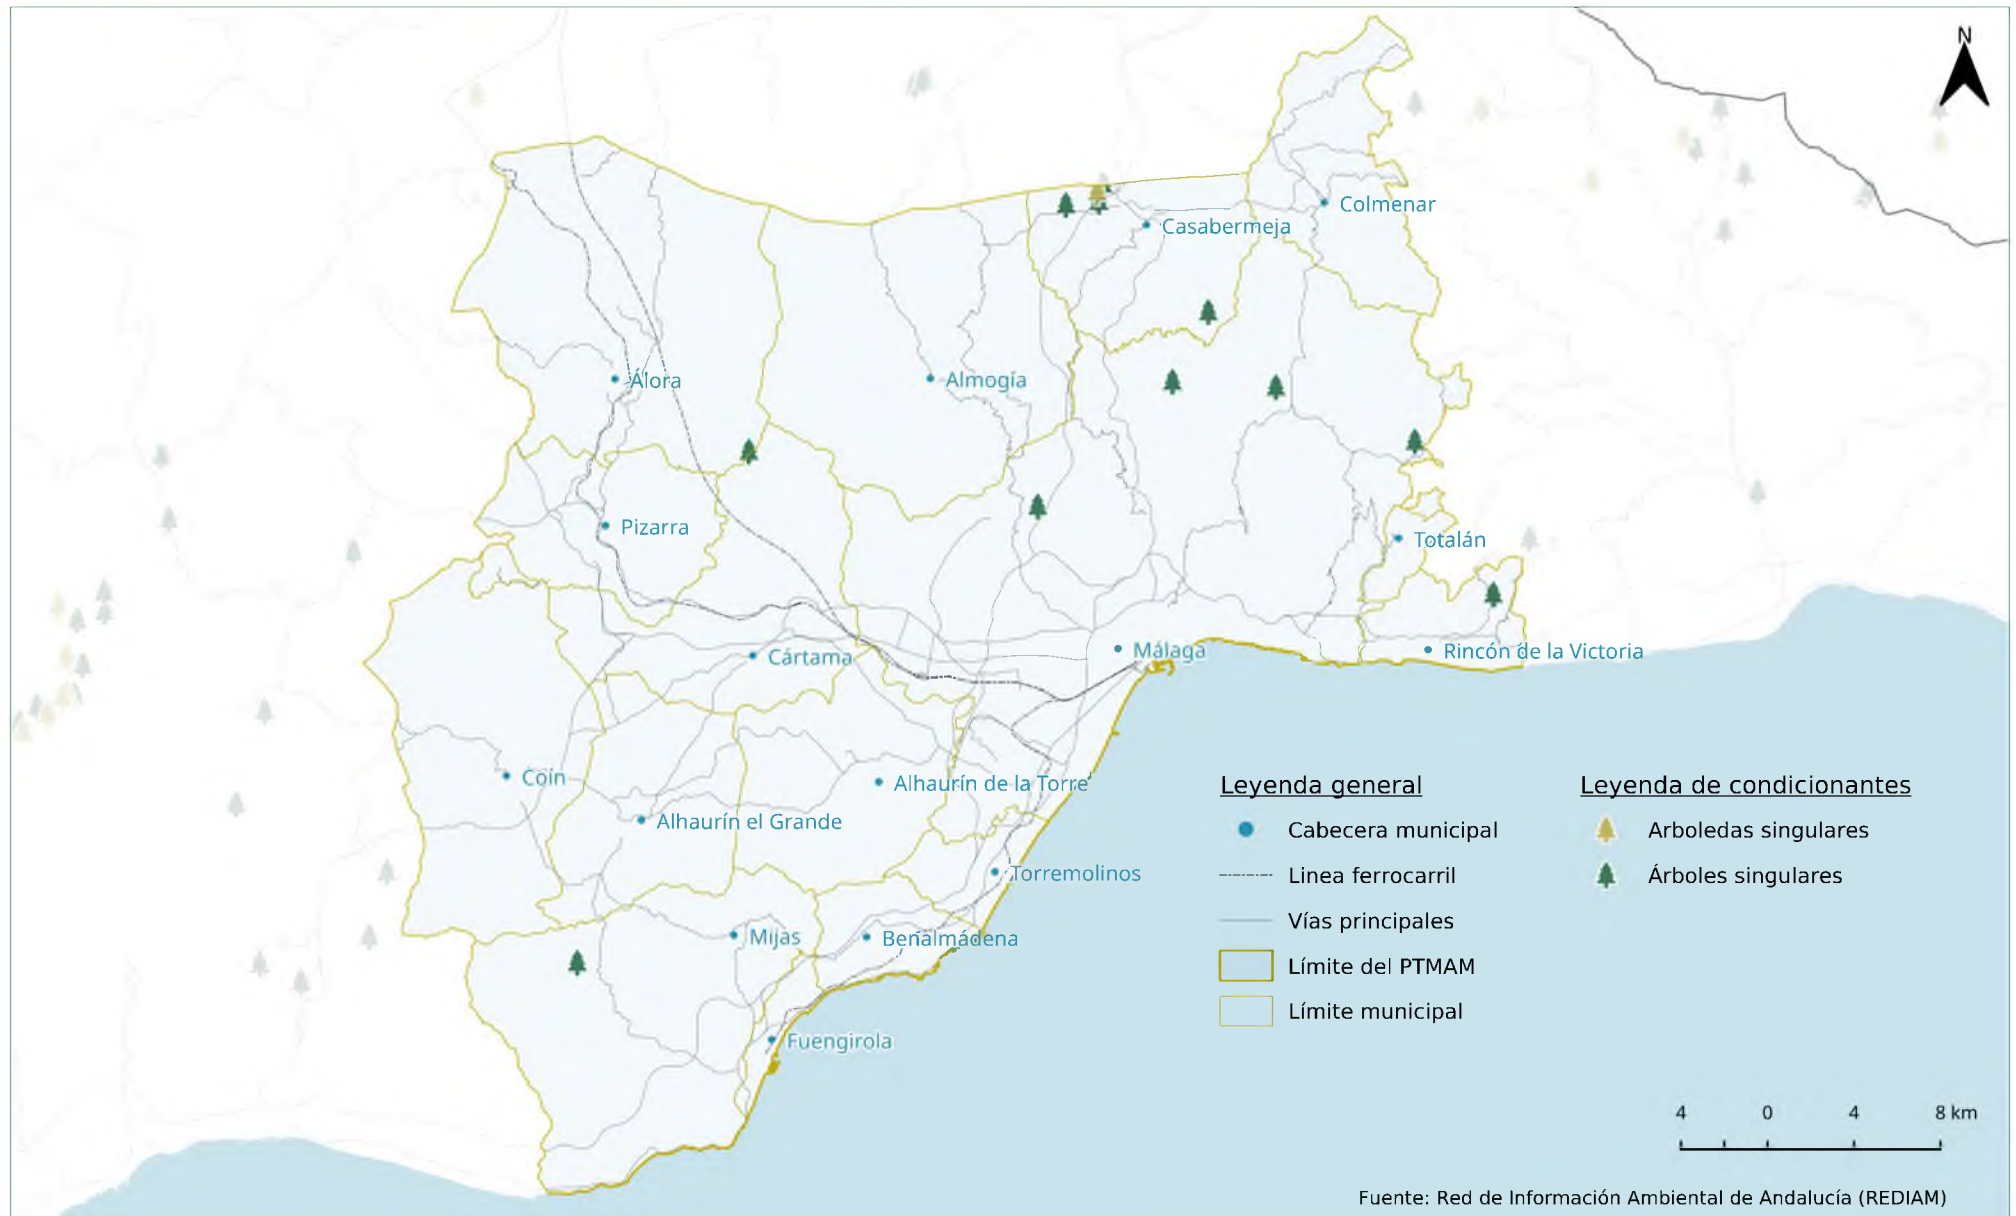 N
Colmenar
Casabermeja
Álora
Almogía
Pizarra
Totalán
Málaga
Rincón de la Victoria
Cártama
Coín
Alhaurín de la Torre
Alhaurín el Grande
Torremolinos
Mijas
Benalmádena
Fuengirola
Leyenda general
Cabecera municipal
Linea ferrocarril
Vías principales
Límite del PTMAM
Límite municipal
Leyenda de condicionantes
Arboledas singulares
Árboles singulares
4 0 4 8 km
Fuente: Red de Información Ambiental de Andalucía (REDIAM)